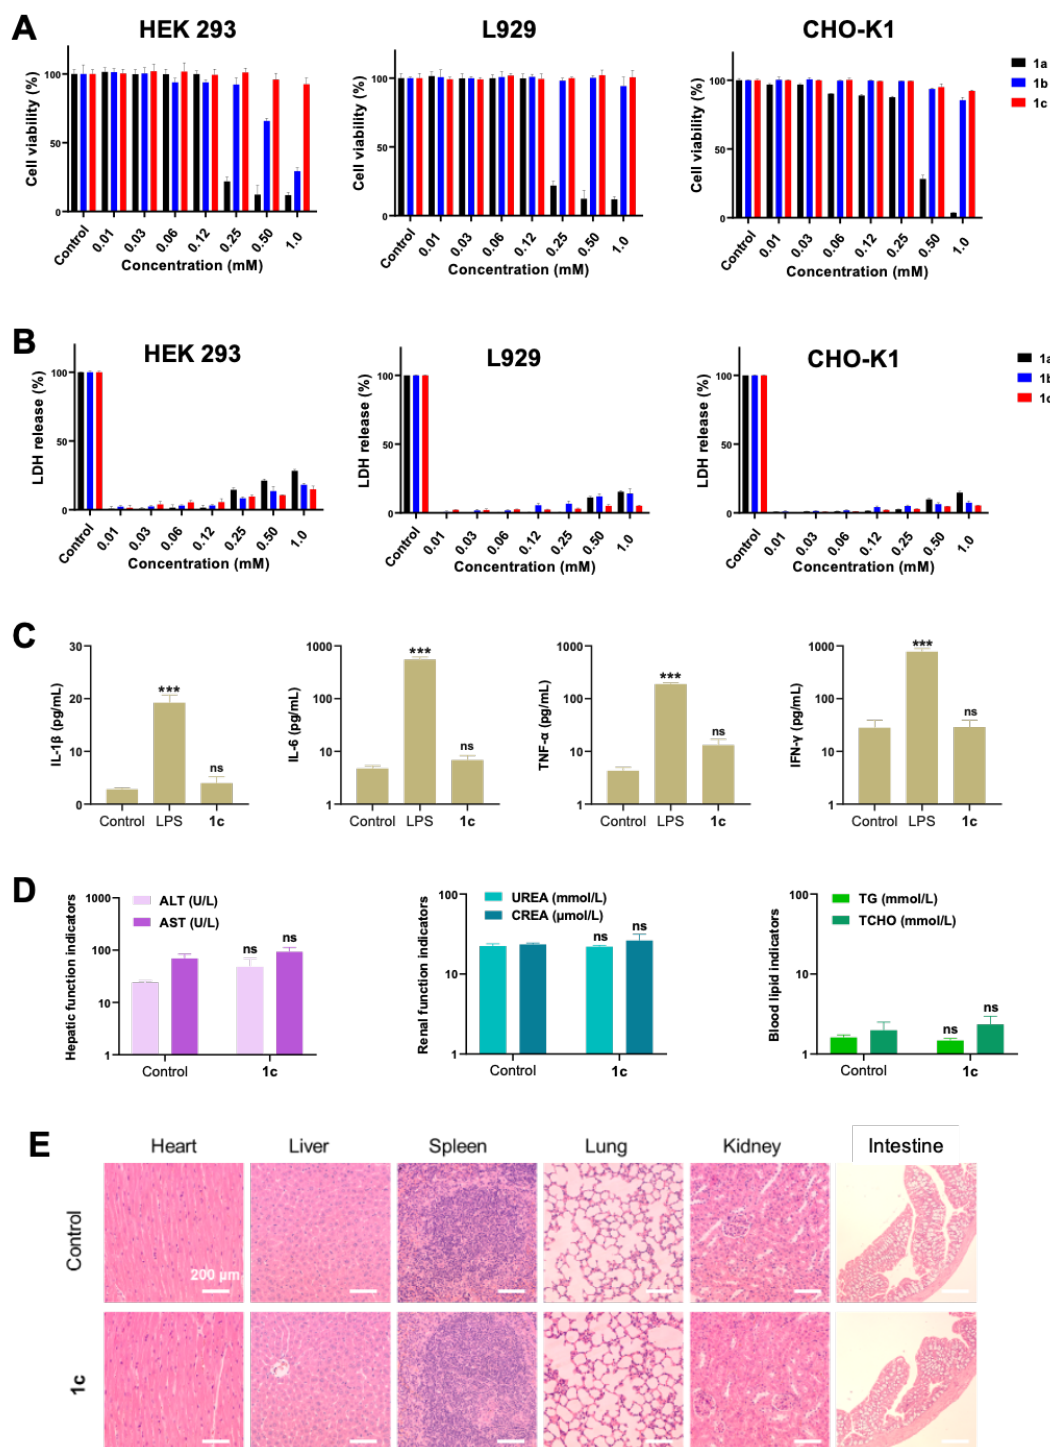 A
HEK 293
L929
CHO-K1
1a
1b
1c
Cell viability (%)
100
50
0
Control
0.01
0.03
0.06
0.12
0.25
0.50
1.0
Concentration (mM)
Cell viability (%)
100
50
0
Control
0.01
0.03
0.06
0.12
0.25
0.50
1.0
Concentration (mM)
Cell viability (%)
100
50
0
Control
0.01
0.03
0.06
0.12
0.25
0.50
1.0
Concentration (mM)
B
HEK 293
L929
CHO-K1
1a
1b
1c
LDH release (%)
100
50
0
Control
0.01
0.03
0.06
0.12
0.25
0.50
1.0
Concentration (mM)
LDH release (%)
100
50
0
Control
0.01
0.03
0.06
0.12
0.25
0.50
1.0
Concentration (mM)
LDH release (%)
100
50
0
Control
0.01
0.03
0.06
0.12
0.25
0.50
1.0
Concentration (mM)
C
IL-1β (pg/mL)
30
20
10
0
***
ns
Control LPS 1c
IL-6 (pg/mL)
1000
100
10
1
***
ns
Control LPS 1c
TNF-α (pg/mL)
1000
100
10
1
***
ns
Control LPS 1c
IFN-γ (pg/mL)
1000
100
10
1
***
ns
Control LPS 1c
D
Hepatic function indicators
1000
100
10
1
ALT (U/L)
AST (U/L)
ns ns
Control 1c
Renal function indicators
100
10
1
UREA (mmol/L)
CREA (μmol/L)
ns ns
Control 1c
Blood lipid indicators
100
10
1
TG (mmol/L)
TCHO (mmol/L)
ns ns
Control 1c
E
Heart Liver Spleen Lung Kidney Intestine
Control
200 μm
1c